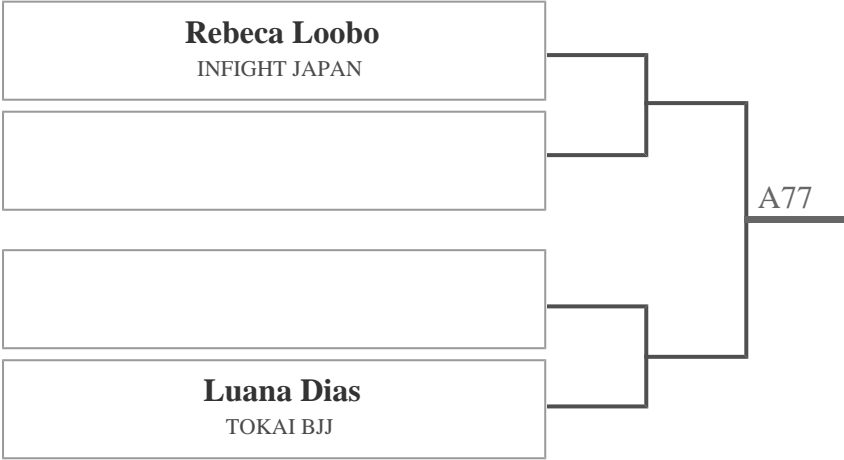 Rebeca Loobo
INFIGHT JAPAN
A77
Luana Dias
TOKAI BJJ